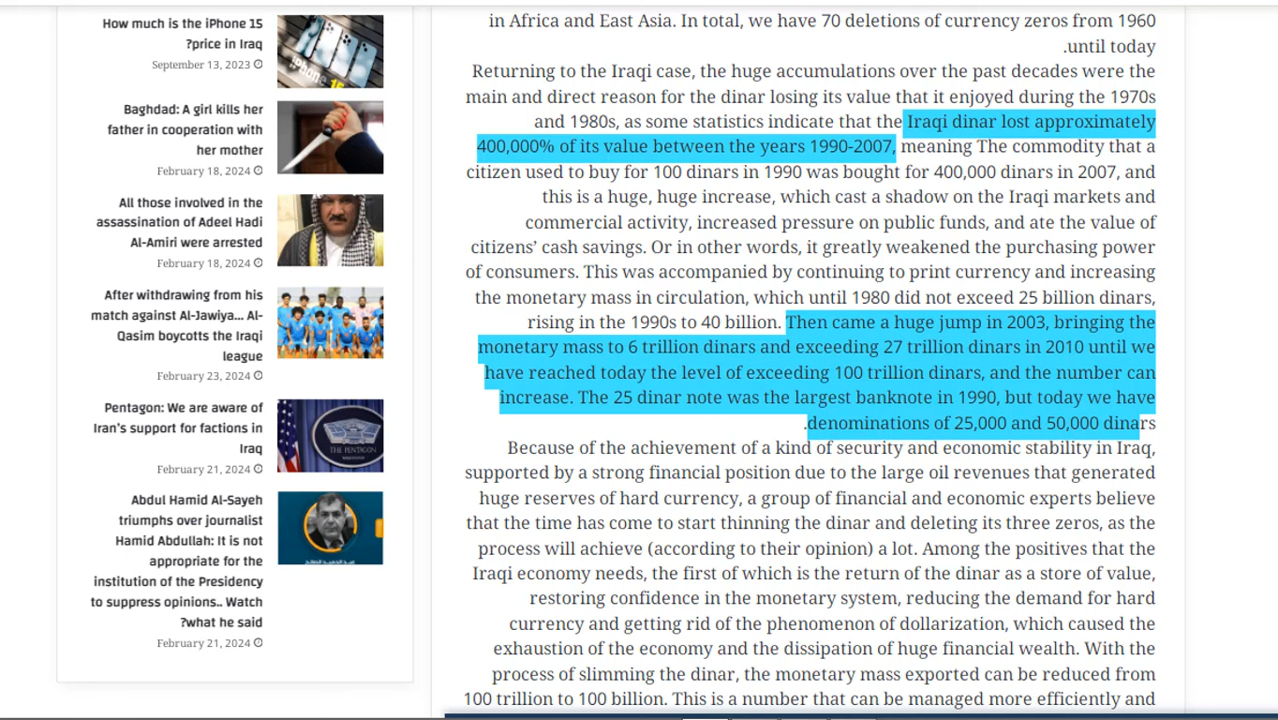 How much is the iPhone 15
?price in Iraq
September 13, 2023
iPhone 15
Baghdad: A girl kills her
father in cooperation with
her mother
February 18, 2024
All those involved in the
assassination of Adeel Hadi
Al-Amiri were arrested
February 18, 2024
After withdrawing from his
match against Al-Jawiya... Al-
Qasim boycotts the Iraqi
league
February 23, 2024
Pentagon: We are aware of
Iran's support for factions in
Iraq
February 21, 2024
THE PENTAGON
Abdul Hamid Al-Sayeh
triumphs over journalist
Hamid Abdullah: It is not
appropriate for the
institution of the Presidency
to suppress opinions.. Watch
?what he said
February 21, 2024
in Africa and East Asia. In total, we have 70 deletions of currency zeros from 1960
.until today
Returning to the Iraqi case, the huge accumulations over the past decades were the
main and direct reason for the dinar losing its value that it enjoyed during the 1970s
and 1980s, as some statistics indicate that the Iraqi dinar lost approximately
400,000% of its value between the years 1990-2007, meaning The commodity that a
citizen used to buy for 100 dinars in 1990 was bought for 400,000 dinars in 2007, and
this is a huge, huge increase, which cast a shadow on the Iraqi markets and
commercial activity, increased pressure on public funds, and ate the value of
citizens' cash savings. Or in other words, it greatly weakened the purchasing power
of consumers. This was accompanied by continuing to print currency and increasing
the monetary mass in circulation, which until 1980 did not exceed 25 billion dinars,
rising in the 1990s to 40 billion. Then came a huge jump in 2003, bringing the
monetary mass to 6 trillion dinars and exceeding 27 trillion dinars in 2010 until we
have reached today the level of exceeding 100 trillion dinars, and the number can
increase. The 25 dinar note was the largest banknote in 1990, but today we have
.denominations of 25,000 and 50,000 dinars
Because of the achievement of a kind of security and economic stability in Iraq,
supported by a strong financial position due to the large oil revenues that generated
huge reserves of hard currency, a group of financial and economic experts believe
that the time has come to start thinning the dinar and deleting its three zeros, as the
process will achieve (according to their opinion) a lot. Among the positives that the
Iraqi economy needs, the first of which is the return of the dinar as a store of value,
restoring confidence in the monetary system, reducing the demand for hard
currency and getting rid of the phenomenon of dollarization, which caused the
exhaustion of the economy and the dissipation of huge financial wealth. With the
process of slimming the dinar, the monetary mass exported can be reduced from
100 trillion to 100 billion. This is a number that can be managed more efficiently and